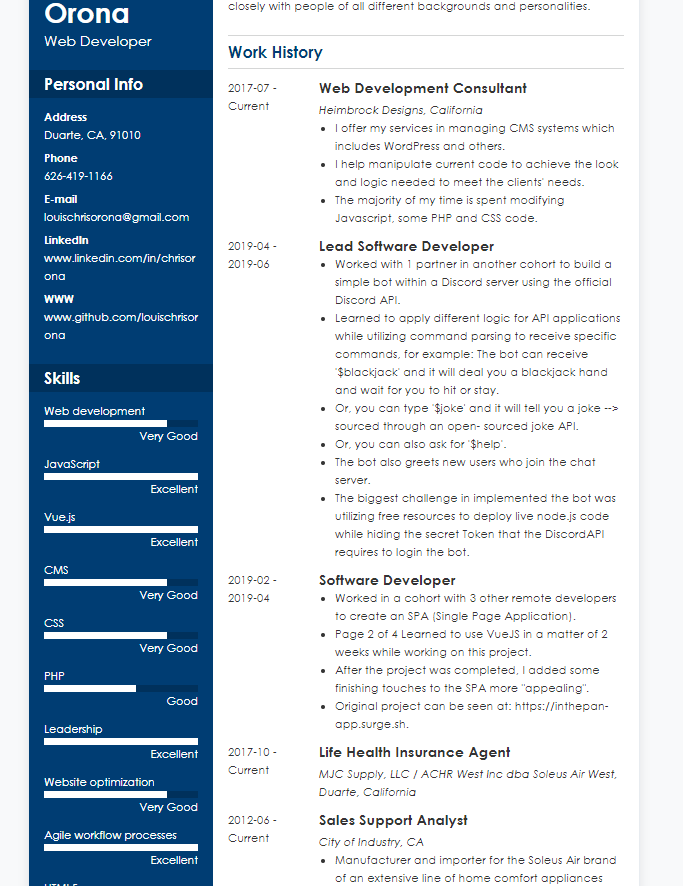 Orona
Web Developer
Personal Info
Address
Duarte, CA, 91010
Phone
626-419-1166
E-mail
louischrisorona@gmail.com
LinkedIn
www.linkedin.com/in/chrisor
ona
WWW
www.github.com/louischrisor
ona
Skills
Web development
Very Good
JavaScript
Excellent
Vue.js
Excellent
CMS
Very Good
CSS
Very Good
PHP
Good
Leadership
Excellent
Website optimization
Very Good
Agile workflow processes
Excellent
closely with people of all different backgrounds and personalities.
Work History
2017-07 -
Current
Web Development Consultant
Heimbrock Designs, California
• I offer my services in managing CMS systems which
includes WordPress and others.
• I help manipulate current code to achieve the look
and logic needed to meet the clients' needs.
• The majority of my time is spent modifying
Javascript, some PHP and CSS code.
2019-04 -
2019-06
Lead Software Developer
• Worked with 1 partner in another cohort to build a
simple bot within a Discord server using the official
Discord API.
• Learned to apply different logic for API applications
while utilizing command parsing to receive specific
commands, for example: The bot can receive
'$blackjack' and it will deal you a blackjack hand
and wait for you to hit or stay.
• Or, you can type '$joke' and it will tell you a joke -->
sourced through an open- sourced joke API.
• Or, you can also ask for '$help'.
• The bot also greets new users who join the chat
server.
• The biggest challenge in implemented the bot was
utilizing free resources to deploy live node.js code
while hiding the secret Token that the DiscordAPI
requires to login the bot.
2019-02 -
2019-04
Software Developer
• Worked in a cohort with 3 other remote developers
to create an SPA (Single Page Application).
• Page 2 of 4 Learned to use VueJS in a matter of 2
weeks while working on this project.
• After the project was completed, I added some
finishing touches to the SPA more "appealing".
• Original project can be seen at: https://inthepan-
app.surge.sh.
2017-10 -
Current
Life Health Insurance Agent
MJC Supply, LLC / ACHR West Inc dba Soleus Air West,
Duarte, California
2012-06 -
Current
Sales Support Analyst
City of Industry, CA
• Manufacturer and importer for the Soleus Air brand
of an extensive line of home comfort appliances